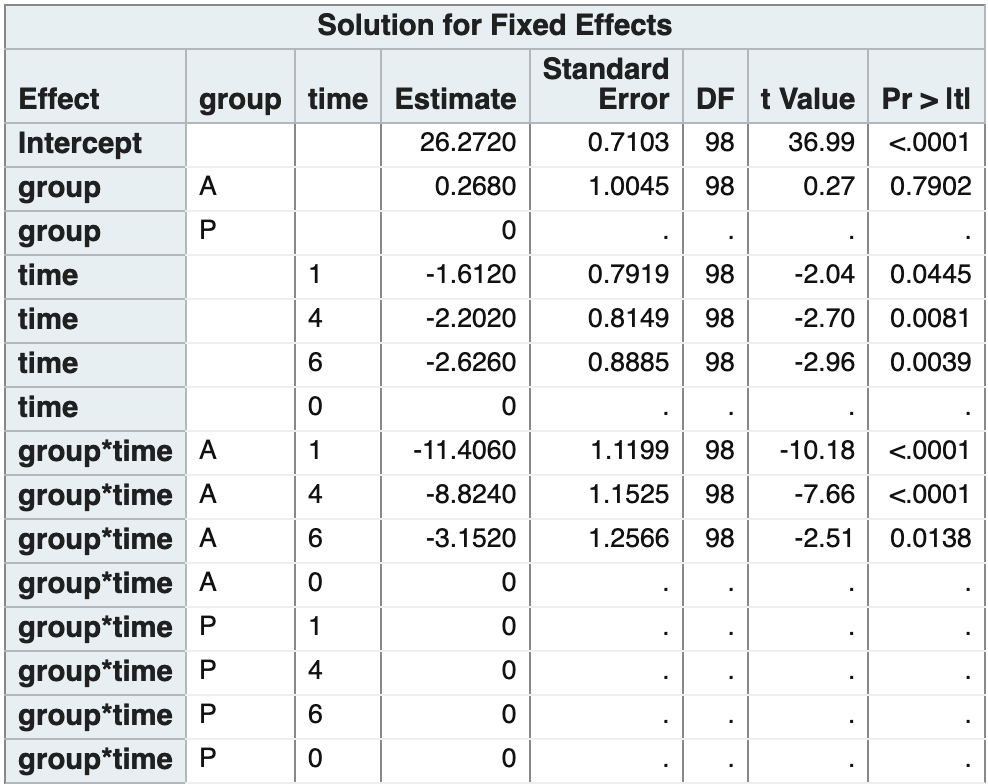 Solution for Fixed Effects
Effect group time Estimate Standard Error DF t Value Pr > |t|
Intercept 26.2720 0.7103 98 36.99 <.0001
group A 0.2680 1.0045 98 0.27 0.7902
group P 0 . . . .
time 1 -1.6120 0.7919 98 -2.04 0.0445
time 4 -2.2020 0.8149 98 -2.70 0.0081
time 6 -2.6260 0.8885 98 -2.96 0.0039
time 0 0 . . . .
group*time A 1 -11.4060 1.1199 98 -10.18 <.0001
group*time A 4 -8.8240 1.1525 98 -7.66 <.0001
group*time A 6 -3.1520 1.2566 98 -2.51 0.0138
group*time A 0 0 . . . .
group*time P 1 0 . . . .
group*time P 4 0 . . . .
group*time P 6 0 . . . .
group*time P 0 0 . . . .